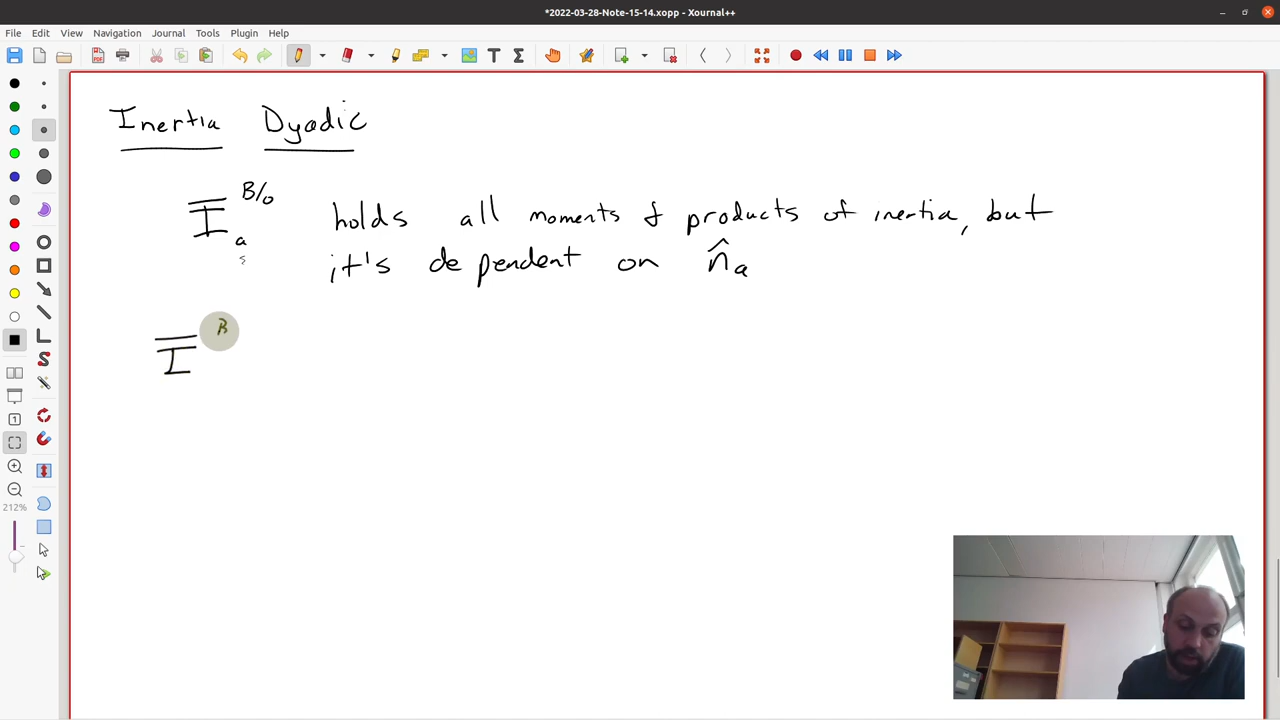 *2022-03-28-Note-15-14.xopp - Xournal++
File Edit View Navigation Journal Tools Plugin Help
Inertia Dyadic
I B/o a holds all moments & products of inertia, but
it's dependent on n̂a
I B
212%